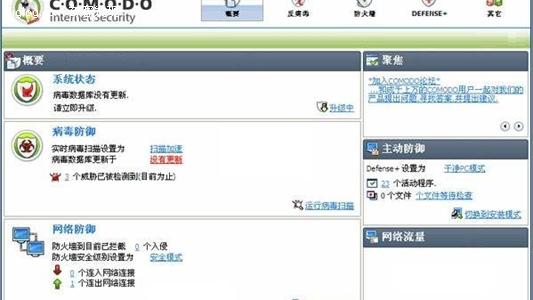 COMODO
Internet Security
概要
反病毒
防火墙
DEFENSE+
其它
概要
系统状态
病毒数据库没有更新.
请立即升级.
升级中
病毒防御
实时病毒扫描设置为 扫描加速
病毒数据库更新于 没有更新
3 个威胁已被检测到(目前为止)
运行病毒扫描
网络防御
防火墙到目前已拦截 0 个入侵
防火墙安全级别设置为 安全模式
0 个连入网络连接
1 个连出网络连接
聚焦
"加入COMODO论坛"
...和成千上万的COMODO用户一起对我们的
产品提出问题,寻找答案,并提出建议.
主动防御
Defense+ 设置为 干净PC模式
23 个活动程序.
0 个文件 个文件等待检查
切换到安装模式
网络流量